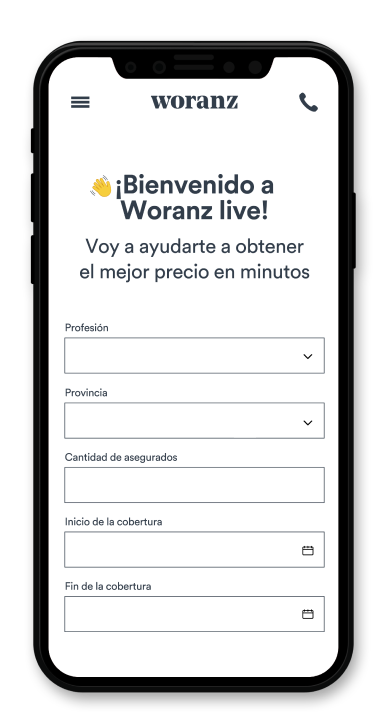 woranz
👋¡Bienvenido a
Woranz live!
Voy a ayudarte a obtener
el mejor precio en minutos
Profesión
Provincia
Cantidad de asegurados
Inicio de la cobertura
Fin de la cobertura